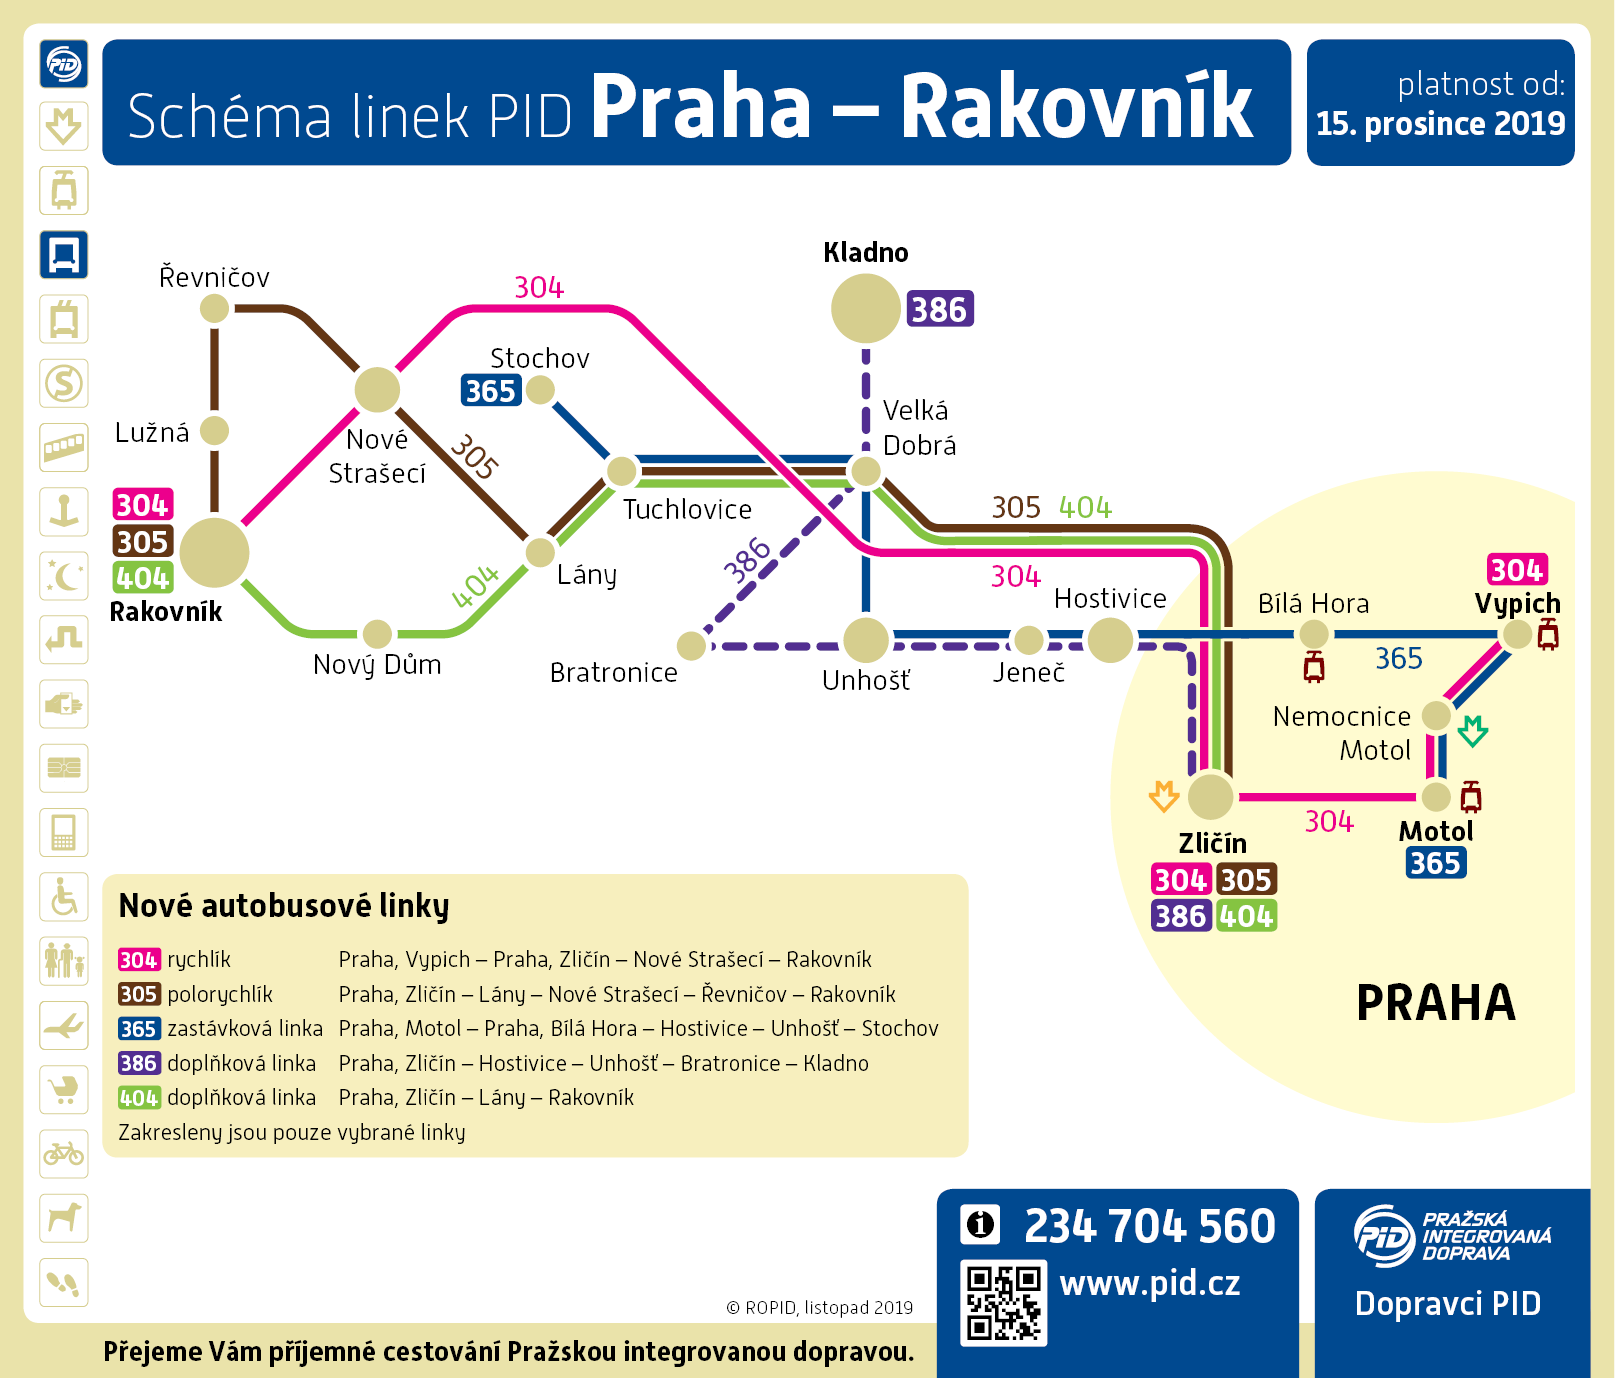 Schéma linek PID Praha – Rakovník
platnost od:
15. prosince 2019
PID
Kladno
386
Řevničov
304
Stochov
365
Velká
Dobrá
Lužná
Nové
Strašecí
305
304
305
404
Rakovník
Tuchlovice
305 404
304
386
404
Lány
Hostivice
Bílá Hora
304
Vypich
365
Nový Dům
Bratronice
Unhošť
Jeneč
Nemocnice
Motol
Zličín
304 305
386 404
304
Motol
365
PRAHA
Nové autobusové linky
304 rychlík Praha, Vypich – Praha, Zličín – Nové Strašecí – Rakovník
305 polorychlík Praha, Zličín – Lány – Nové Strašecí – Řevničov – Rakovník
365 zastávková linka Praha, Motol – Praha, Bílá Hora – Hostivice – Unhošť – Stochov
386 doplňková linka Praha, Zličín – Hostivice – Unhošť – Bratronice – Kladno
404 doplňková linka Praha, Zličín – Lány – Rakovník
Zakresleny jsou pouze vybrané linky
234 704 560
www.pid.cz
PID PRAŽSKÁ
INTEGROVANÁ
DOPRAVA
Dopravci PID
© ROPID, listopad 2019
Přejeme Vám příjemné cestování Pražskou integrovanou dopravou.